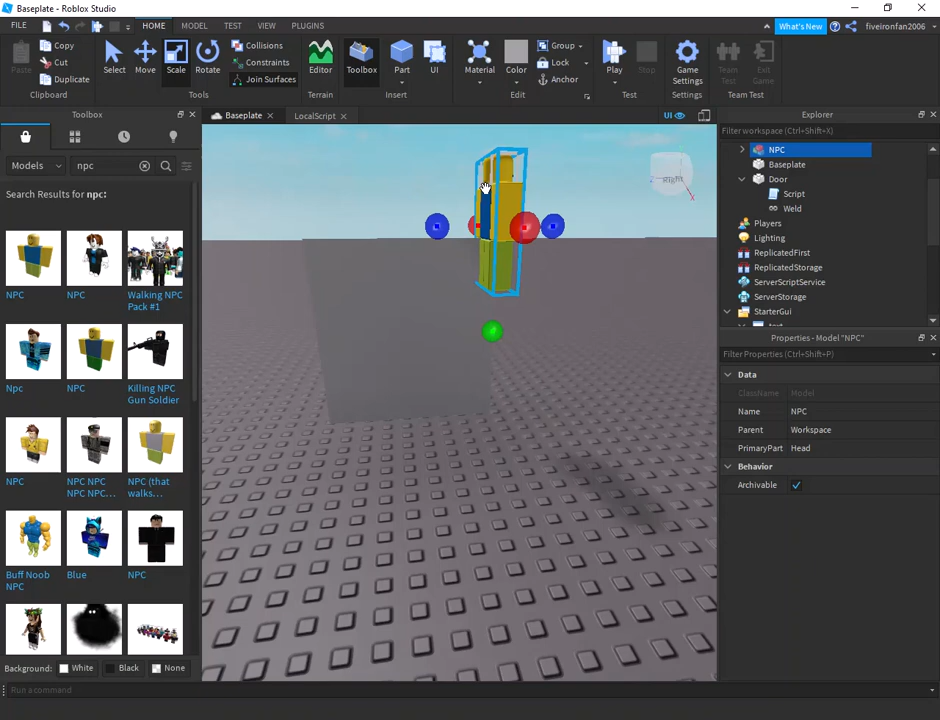 Baseplate - Roblox Studio
FILE HOME MODEL TEST VIEW PLUGINS What's New fiveironfan2006
Paste Copy Cut Duplicate Clipboard
Select Move Scale Rotate Collisions Constraints Join Surfaces Tools
Editor Terrain
Toolbox Part UI Insert
Material Color Group Lock Anchor Edit
Play Stop Test
Game Settings Settings
Team Test Exit Game Team Test
Toolbox
Models npc
Search Results for npc:
NPC NPC Walking NPC
Pack #1
Npc NPC Killing NPC
Gun Soldier
NPC NPC NPC NPC (that
NPC NPC... walks...
Buff Noob Blue NPC
NPC
Background: White Black None
Run a command
Baseplate LocalScript UI
RIGHT
X
Explorer
Filter workspace (Ctrl+Shift+X)
NPC
Baseplate
Door
Script
Weld
Players
Lighting
ReplicatedFirst
ReplicatedStorage
ServerScriptService
ServerStorage
StarterGui
Properties - Model "NPC"
Filter Properties (Ctrl+Shift+P)
Data
ClassName Model
Name NPC
Parent Workspace
PrimaryPart Head
Behavior
Archivable